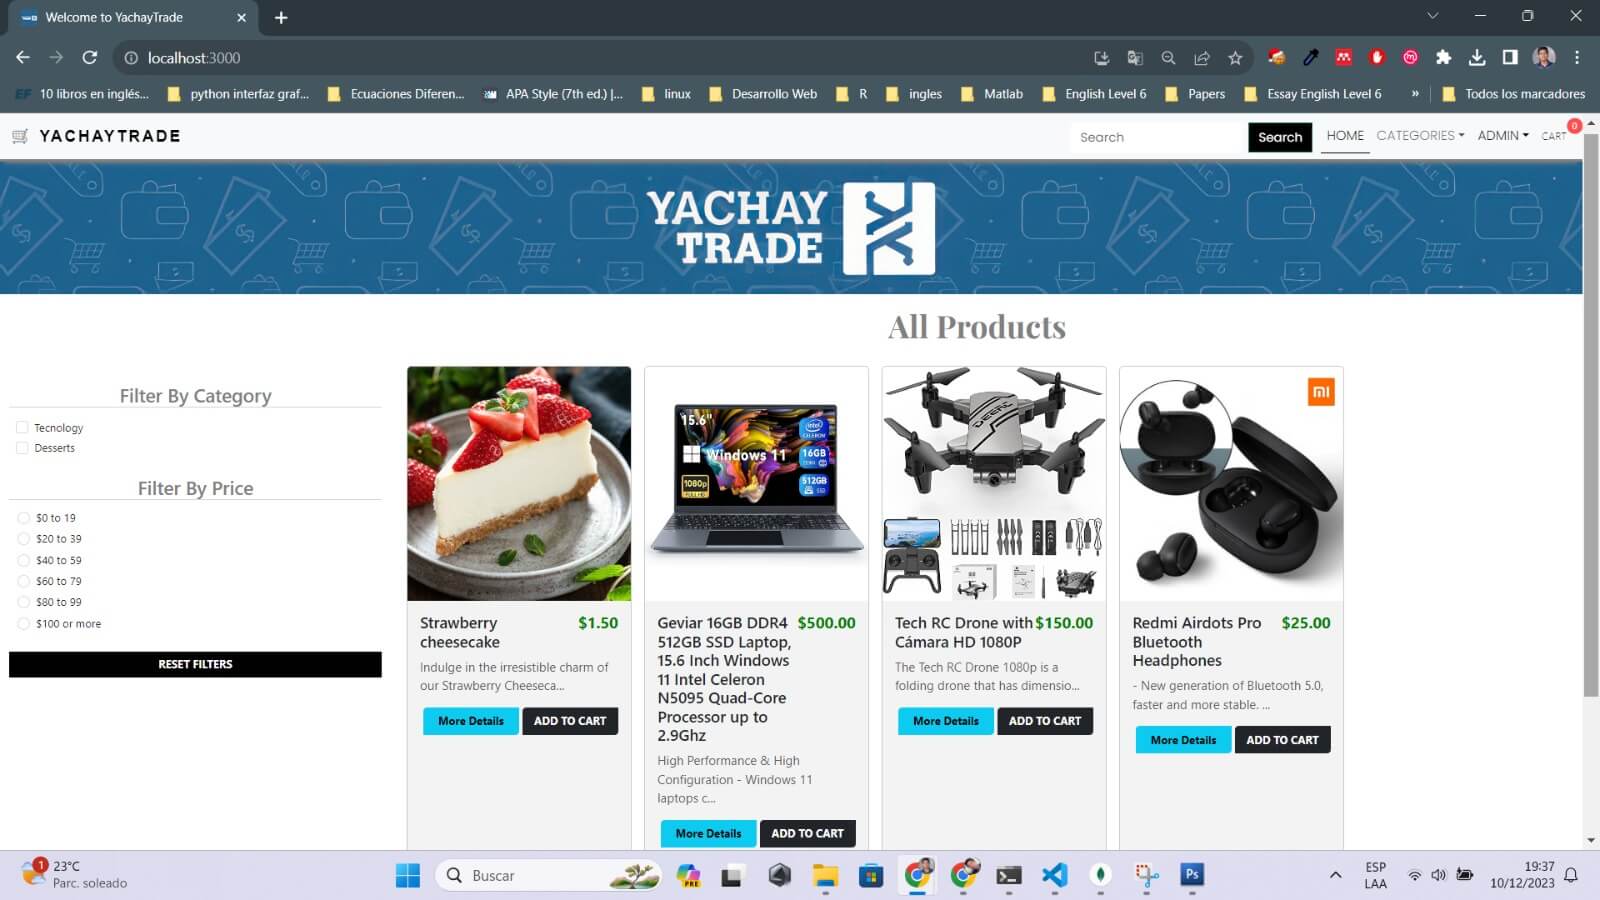 Welcome to YachayTrade
localhost:3000
10 libros en inglés...
python interfaz graf...
Ecuaciones Diferen...
APA Style (7th ed.) |...
linux
Desarrollo Web
R
ingles
Matlab
English Level 6
Papers
Essay English Level 6
»
Todos los marcadores
YACHAYTRADE
Search
Search
HOME
CATEGORIES
ADMIN
CART
0
YACHAY
TRADE
All Products
Filter By Category
Tecnology
Desserts
Filter By Price
$0 to 19
$20 to 39
$40 to 59
$60 to 79
$80 to 99
$100 or more
RESET FILTERS
Strawberry
cheesecake
$1.50
Indulge in the irresistible charm of
our Strawberry Cheeseca...
More Details
ADD TO CART
15.6"
Windows 11
intel
CELERON
16GB
512GB
SSD
1080p
Geviar 16GB DDR4
512GB SSD Laptop,
15.6 Inch Windows
11 Intel Celeron
N5095 Quad-Core
Processor up to
2.9Ghz
$500.00
High Performance & High
Configuration - Windows 11
laptops c...
More Details
ADD TO CART
DEERC
Tech RC Drone with
Cámara HD 1080P
$150.00
The Tech RC Drone 1080p is a
folding drone that has dimensio...
More Details
ADD TO CART
mi
Redmi Airdots Pro
Bluetooth
Headphones
$25.00
- New generation of Bluetooth 5.0,
faster and more stable. ...
More Details
ADD TO CART
1
23°C
Parc. soleado
Buscar
PRE
Ps
ESP
LAA
19:37
10/12/2023